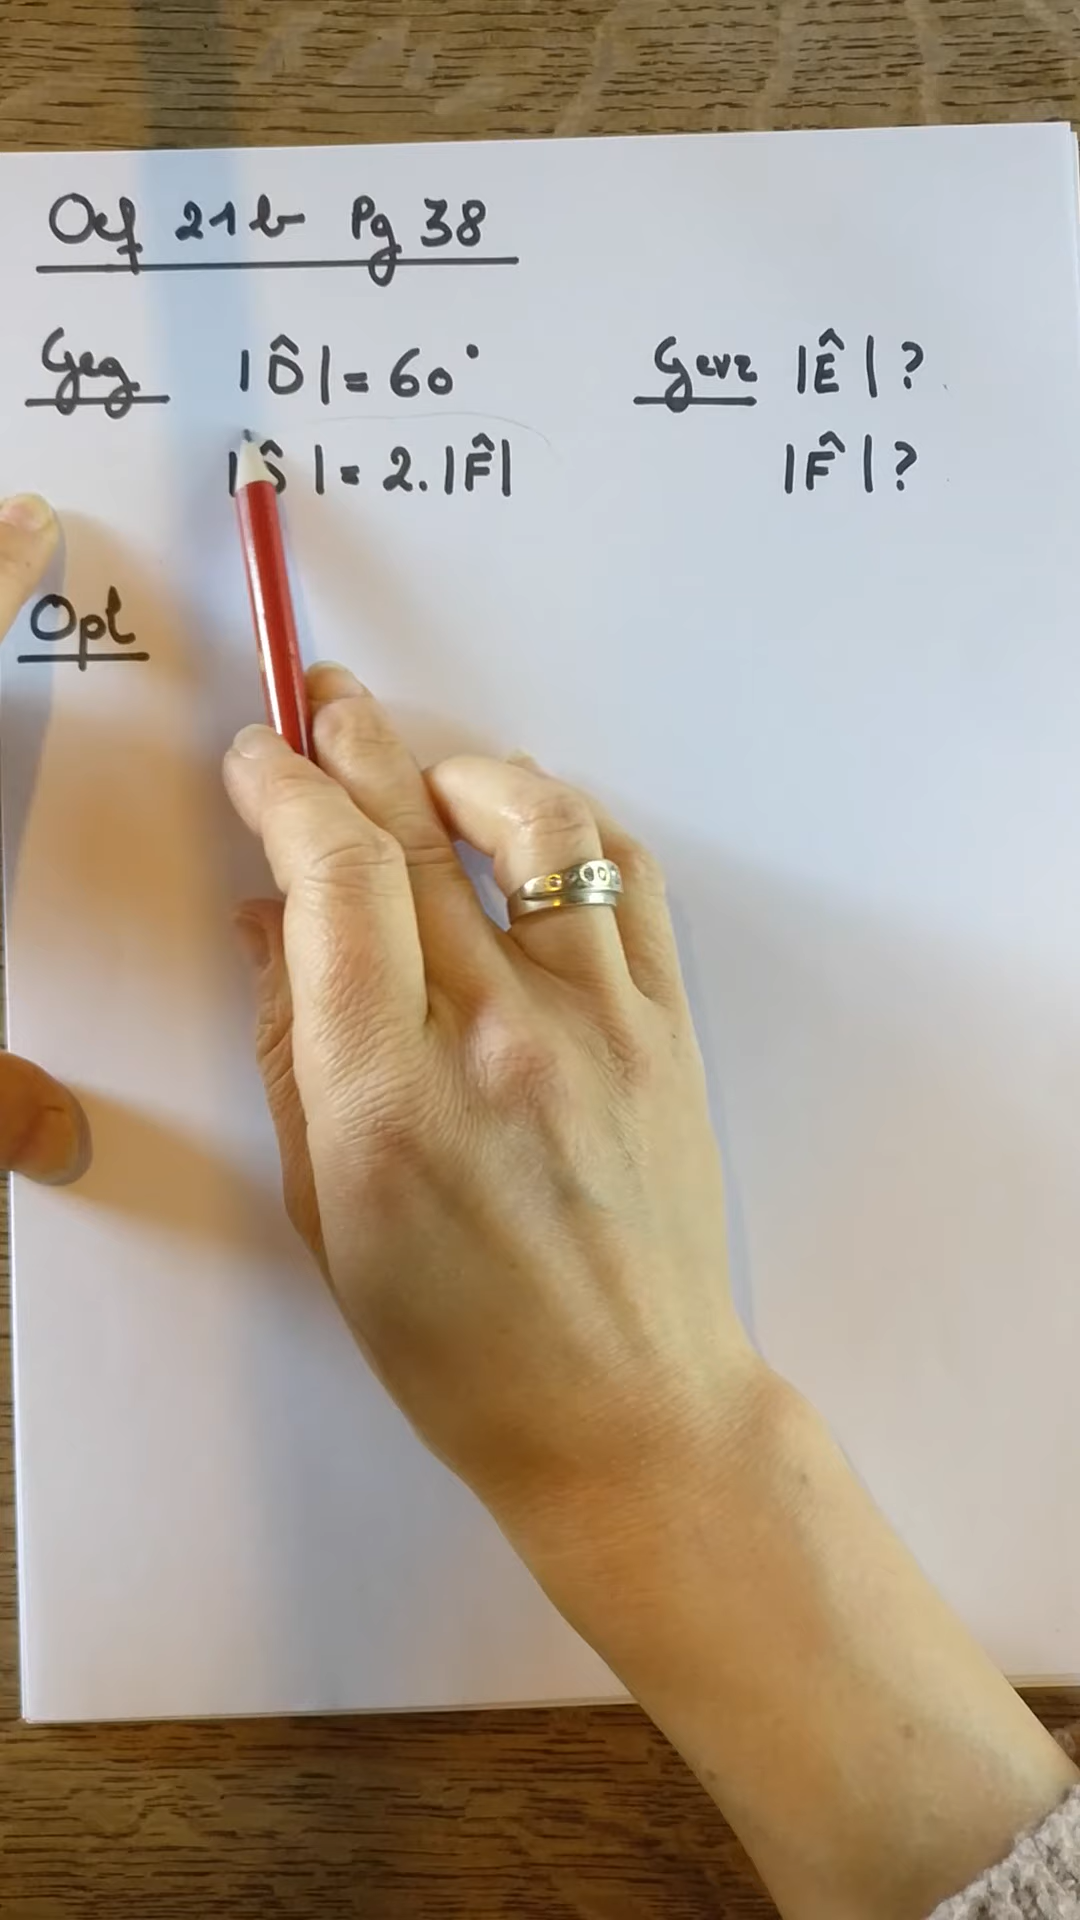 Oef 21b Pg 38
Geg |D̂| = 60° Gevr |Ê|?
= 2.|F̂| |F̂|?
Opl